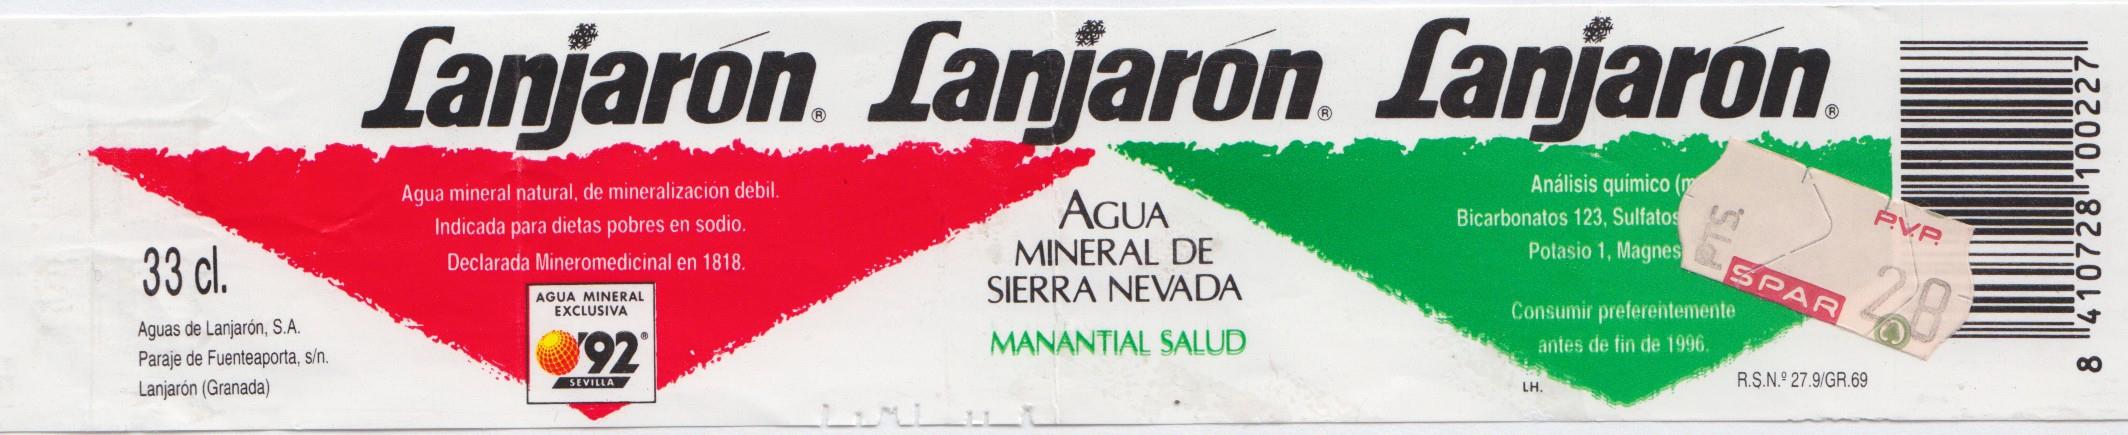 Lanjarón® Lanjarón® Lanjarón®
Agua mineral natural, de mineralización débil.
Indicada para dietas pobres en sodio.
Declarada Mineromedicinal en 1818.
AGUA MINERAL
EXCLUSIVA
'92®
SEVILLA
33 cl.
Aguas de Lanjarón, S.A.
Paraje de Fuenteaporta, s/n.
Lanjarón (Granada)
AGUA
MINERAL DE
SIERRA NEVADA
MANANTIAL SALUD
Análisis químico (m
Bicarbonatos 123, Sulfatos
Potasio 1, Magnes
Consumir preferentemente
antes de fin de 1996.
LH.
R.S.N.º 27.9/GR.69
PTS.
P.V.P.
SPAR
28
8 410728 100227